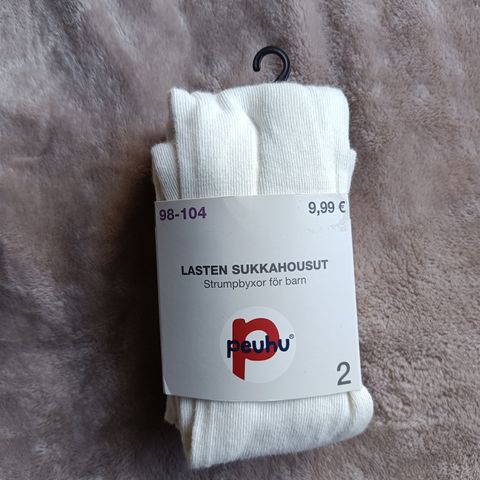 98-104 9,99 €
LASTEN SUKKAHOUSUT
Strumpbyxor för barn
peuhu®
2